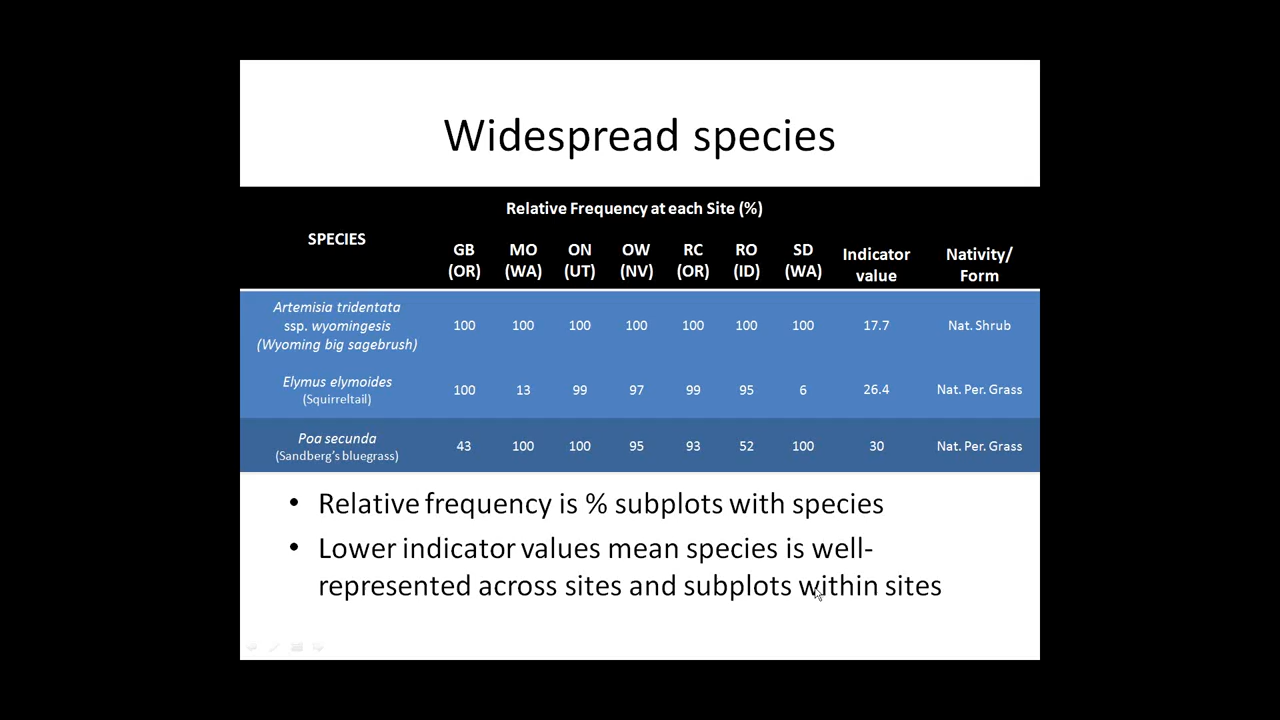 Widespread species
Relative Frequency at each Site (%)
SPECIES
GB (OR)
MO (WA)
ON (UT)
OW (NV)
RC (OR)
RO (ID)
SD (WA)
Indicator value
Nativity/ Form
Artemisia tridentata
ssp. wyomingesis
(Wyoming big sagebrush)
100 100 100 100 100 100 100 17.7 Nat. Shrub
Elymus elymoides
(Squirreltail)
100 13 99 97 99 95 6 26.4 Nat. Per. Grass
Poa secunda
(Sandberg's bluegrass)
43 100 100 95 93 52 100 30 Nat. Per. Grass
• Relative frequency is % subplots with species
• Lower indicator values mean species is well-
represented across sites and subplots within sites